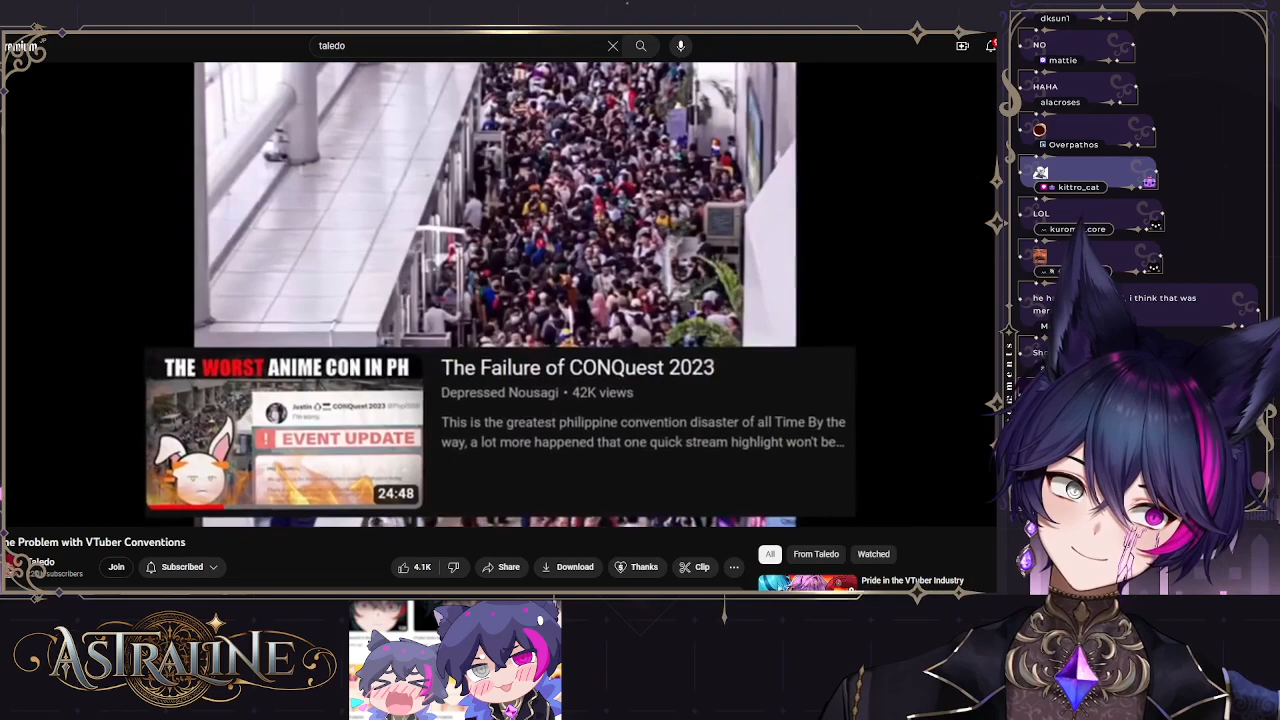 taledo
THE WORST ANIME CON IN PH
EVENT UPDATE
24:48
The Failure of CONQuest 2023
Depressed Nousagi • 42K views
This is the greatest philippine convention disaster of all Time By the
way, a lot more happened that one quick stream highlight won't be...
he Problem with VTuber Conventions
Taledo
subscribers
Join
Subscribed
4.1K
Share
Download
Thanks
Clip
All
From Taledo
Watched
Pride in the VTuber Industry
ASTRALINE
dksun1
NO
mattie
HAHA
alacroses
Overpathos
kittro_cat
LOL
i think that was